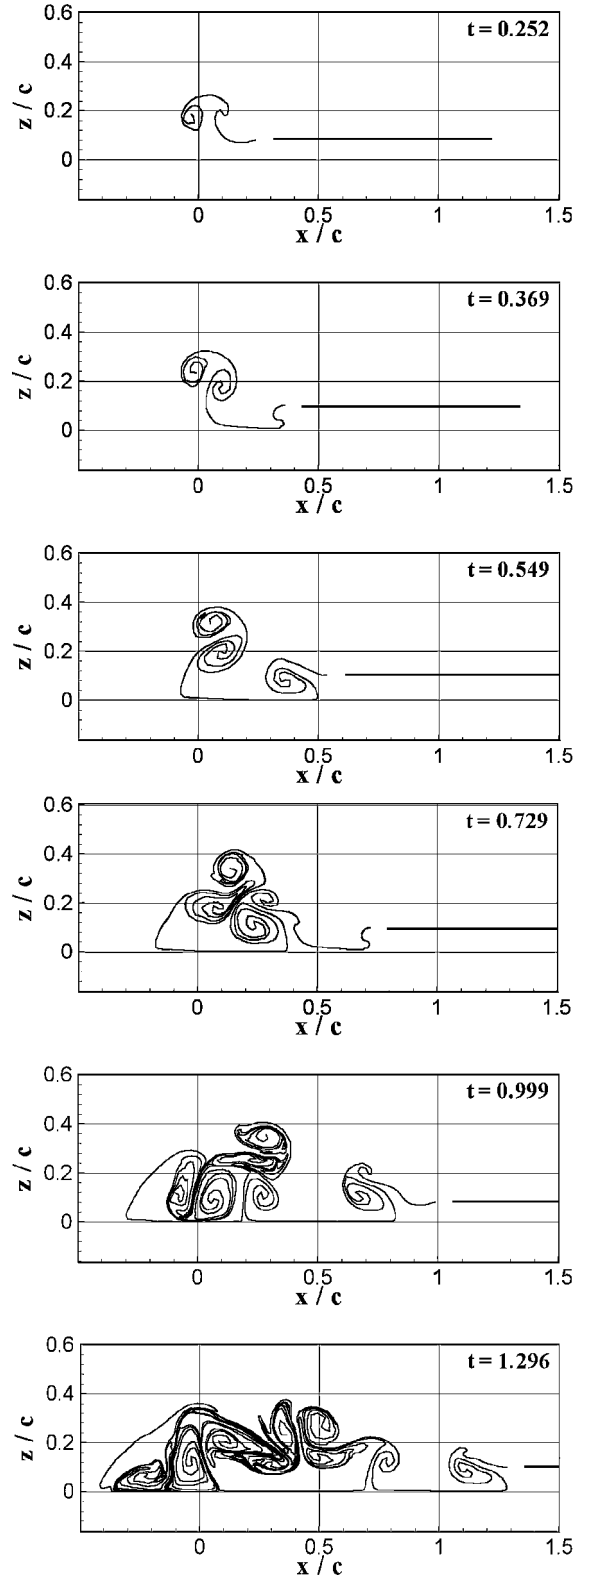 0.6
t = 0.252
0.4
z / c
0.2
0
0 0.5 1 1.5
x / c
0.6
t = 0.369
0.4
z / c
0.2
0
0 0.5 1 1.5
x / c
0.6
t = 0.549
0.4
z / c
0.2
0
0 0.5 1 1.5
x / c
0.6
t = 0.729
0.4
z / c
0.2
0
0 0.5 1 1.5
x / c
0.6
t = 0.999
0.4
z / c
0.2
0
0 0.5 1 1.5
x / c
0.6
t = 1.296
0.4
z / c
0.2
0
0 0.5 1 1.5
x / c